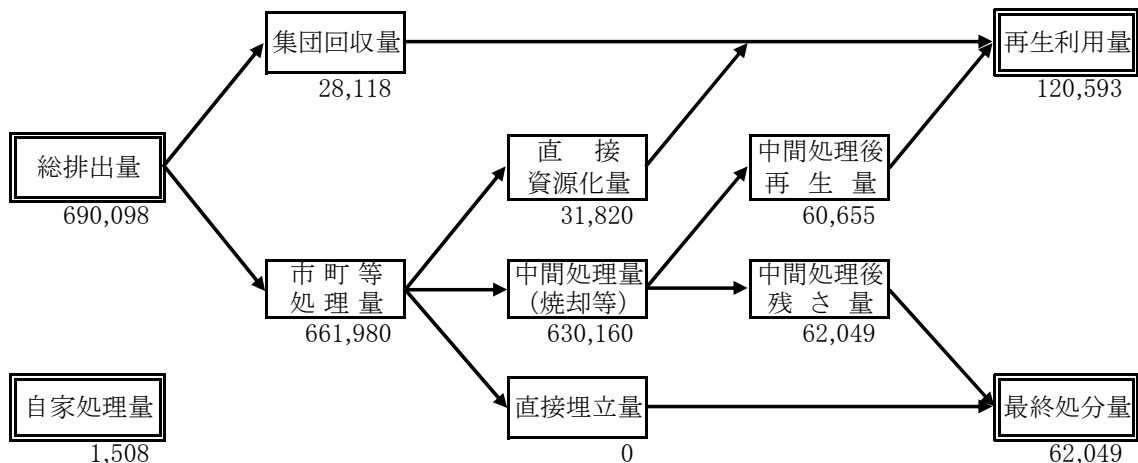 集団回収量
28,118
再生利用量
120,593
総排出量
690,098
直接
資源化量
31,820
中間処理後
再生量
60,655
市町等
処理量
661,980
中間処理量
（焼却等）
630,160
中間処理後
残さ量
62,049
自家処理量
1,508
直接埋立量
0
最終処分量
62,049